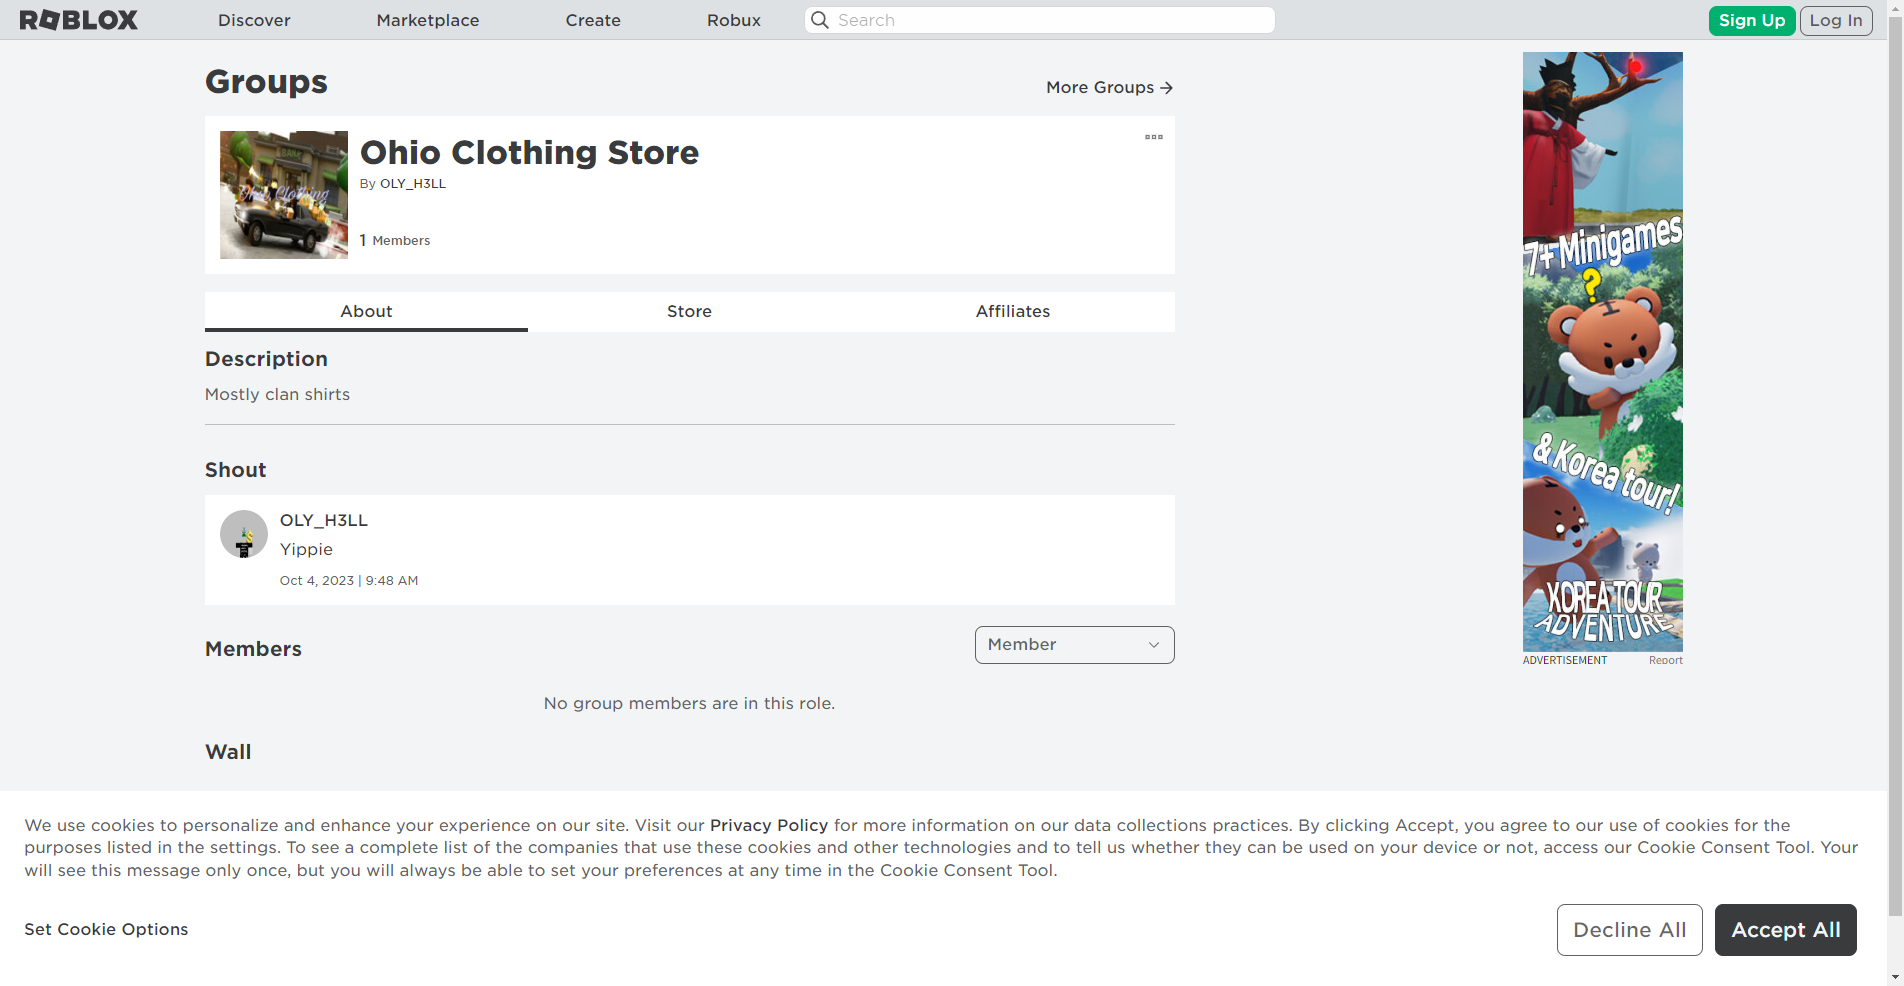 ROBLOX Discover Marketplace Create Robux Search Sign Up Log In
Groups
More Groups
BANK
Ohio Clothing
Ohio Clothing Store
By OLY_H3LL
1 Members
About Store Affiliates
Description
Mostly clan shirts
Shout
OLY_H3LL
Yippie
Oct 4, 2023 | 9:48 AM
Members
Member
No group members are in this role.
Wall
7+ Minigames
?
& Korea tour!
KOREA TOUR
ADVENTURE
ADVERTISEMENT Report
We use cookies to personalize and enhance your experience on our site. Visit our Privacy Policy for more information on our data collections practices. By clicking Accept, you agree to our use of cookies for the
purposes listed in the settings. To see a complete list of the companies that use these cookies and other technologies and to tell us whether they can be used on your device or not, access our Cookie Consent Tool. Your
will see this message only once, but you will always be able to set your preferences at any time in the Cookie Consent Tool.
Set Cookie Options
Decline All
Accept All